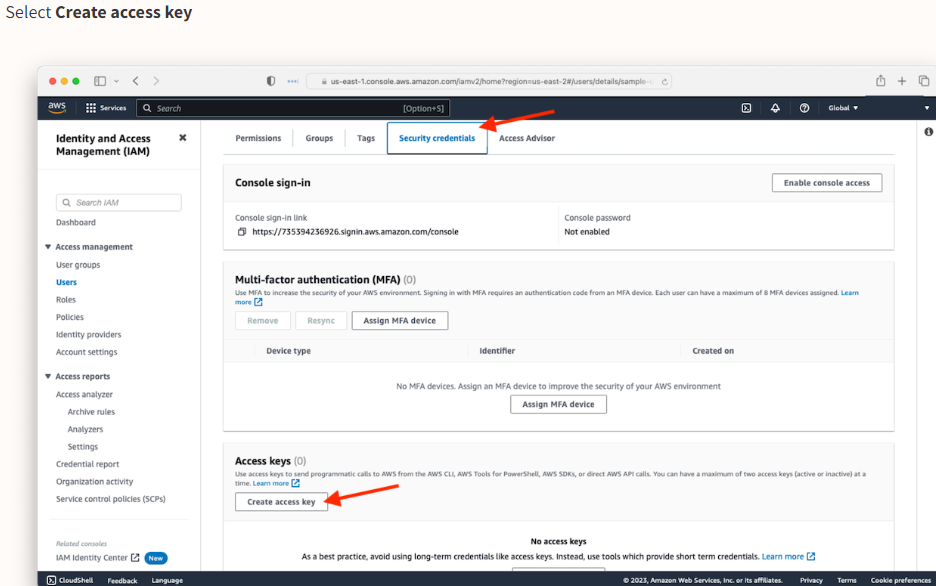 Select Create access key
us-east-1.console.aws.amazon.com/iamv2/home?region=us-east-2#/users/details/sample-
aws
Services
Search
[Option+S]
Global
Identity and Access
Management (IAM)
Search IAM
Dashboard
Access management
User groups
Users
Roles
Policies
Identity providers
Account settings
Access reports
Access analyzer
Archive rules
Analyzers
Settings
Credential report
Organization activity
Service control policies (SCPs)
Related consoles
IAM Identity Center New
Permissions Groups Tags Security credentials Access Advisor
Console sign-in
Enable console access
Console sign-in link
https://735394236926.signin.aws.amazon.com/console
Console password
Not enabled
Multi-factor authentication (MFA) (0)
Use MFA to increase the security of your AWS environment. Signing in with MFA requires an authentication code from an MFA device. Each user can have a maximum of 8 MFA devices assigned. Learn
more
Remove Resync Assign MFA device
Device type Identifier Created on
No MFA devices. Assign an MFA device to improve the security of your AWS environment
Assign MFA device
Access keys (0)
Use access keys to send programmatic calls to AWS from the AWS CLI, AWS Tools for PowerShell, AWS SDKs, or direct AWS API calls. You can have a maximum of two access keys (active or inactive) at a
time. Learn more
Create access key
No access keys
As a best practice, avoid using long-term credentials like access keys. Instead, use tools which provide short term credentials. Learn more
CloudShell Feedback Language
© 2023, Amazon Web Services, Inc. or its affiliates. Privacy Terms Cookie preferences